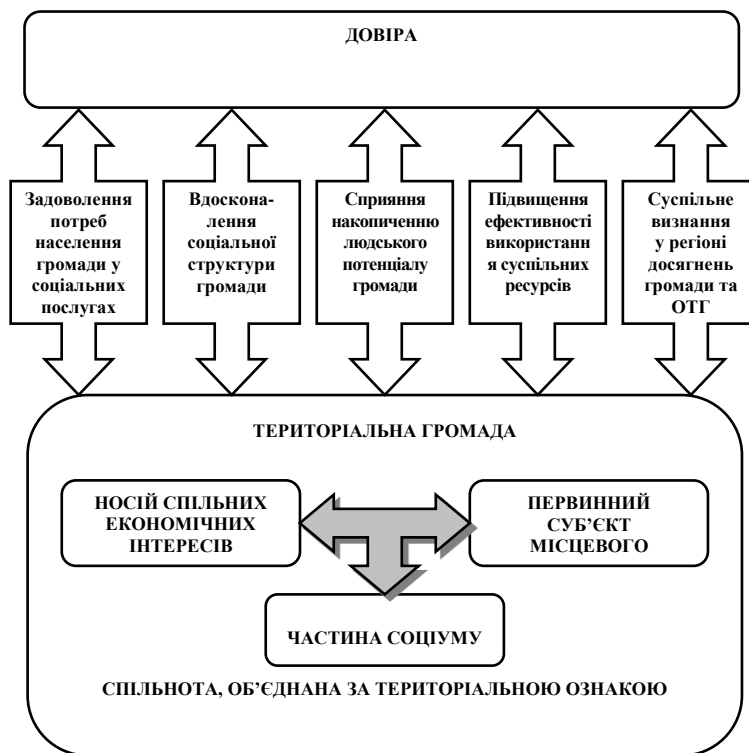 ДОВІРА
Задоволення
потреб
населення
громади у
соціальних
послугах
Вдоскона-
лення
соціальної
структури
громади
Сприяння
накопиченню
людського
потенціалу
громади
Підвищення
ефективності
використанн
я суспільних
ресурсів
Суспільне
визнання
у регіоні
досягнень
громади та
ОТГ
ТЕРИТОРІАЛЬНА ГРОМАДА
НОСІЙ СПІЛЬНИХ
ЕКОНОМІЧНИХ
ІНТЕРЕСІВ
ПЕРВИННИЙ
СУБ’ЄКТ
МІСЦЕВОГО
ЧАСТИНА СОЦІУМУ
СПІЛЬНОТА, ОБ’ЄДНАНА ЗА ТЕРИТОРІАЛЬНОЮ ОЗНАКОЮ